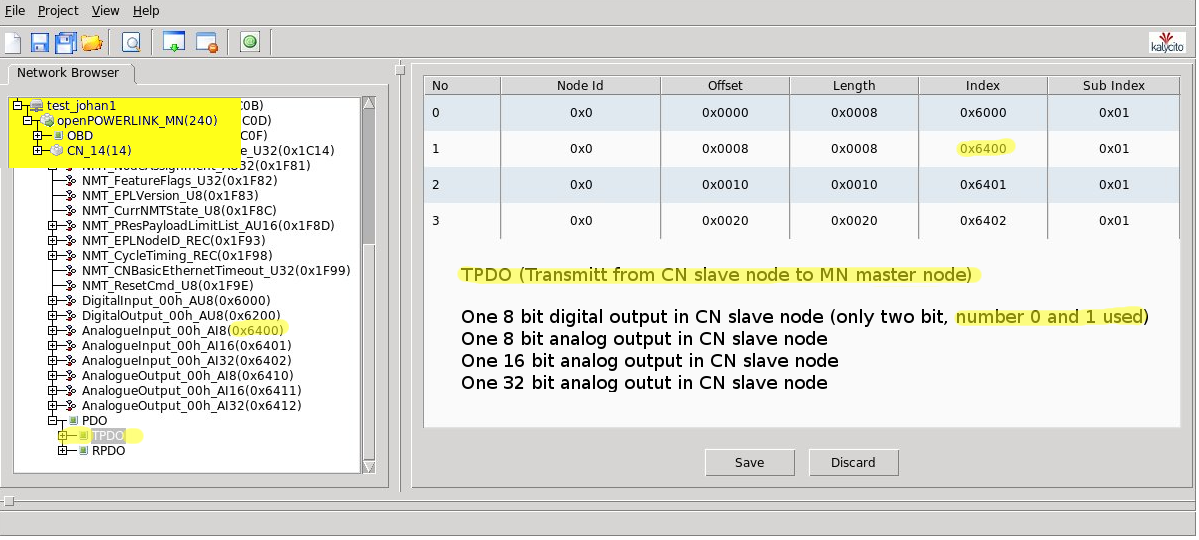 File Project View Help
kalycito
Network Browser
test_johan1 C0B)
openPOWERLINK_MN(240) C0D)
OBD C0F)
CN_14(14) e_U32(0x1C14)
NMT_NodeAssignment_AU32(0x1F81)
NMT_FeatureFlags_U32(0x1F82)
NMT_EPLVersion_U8(0x1F83)
NMT_CurrNMTState_U8(0x1F8C)
NMT_PResPayloadLimitList_AU16(0x1F8D)
NMT_EPLNodeID_REC(0x1F93)
NMT_CycleTiming_REC(0x1F98)
NMT_CNBasicEthernetTimeout_U32(0x1F99)
NMT_ResetCmd_U8(0x1F9E)
DigitalInput_00h_AU8(0x6000)
DigitalOutput_00h_AU8(0x6200)
AnalogueInput_00h_AI8(0x6400)
AnalogueInput_00h_AI16(0x6401)
AnalogueInput_00h_AI32(0x6402)
AnalogueOutput_00h_AI8(0x6410)
AnalogueOutput_00h_AI16(0x6411)
AnalogueOutput_00h_AI32(0x6412)
PDO
TPDO
RPDO
No Node Id Offset Length Index Sub Index
0 0x0 0x0000 0x0008 0x6000 0x01
1 0x0 0x0008 0x0008 0x6400 0x01
2 0x0 0x0010 0x0010 0x6401 0x01
3 0x0 0x0020 0x0020 0x6402 0x01
TPDO (Transmitt from CN slave node to MN master node)
One 8 bit digital output in CN slave node (only two bit, number 0 and 1 used)
One 8 bit analog output in CN slave node
One 16 bit analog output in CN slave node
One 32 bit analog outut in CN slave node
Save Discard